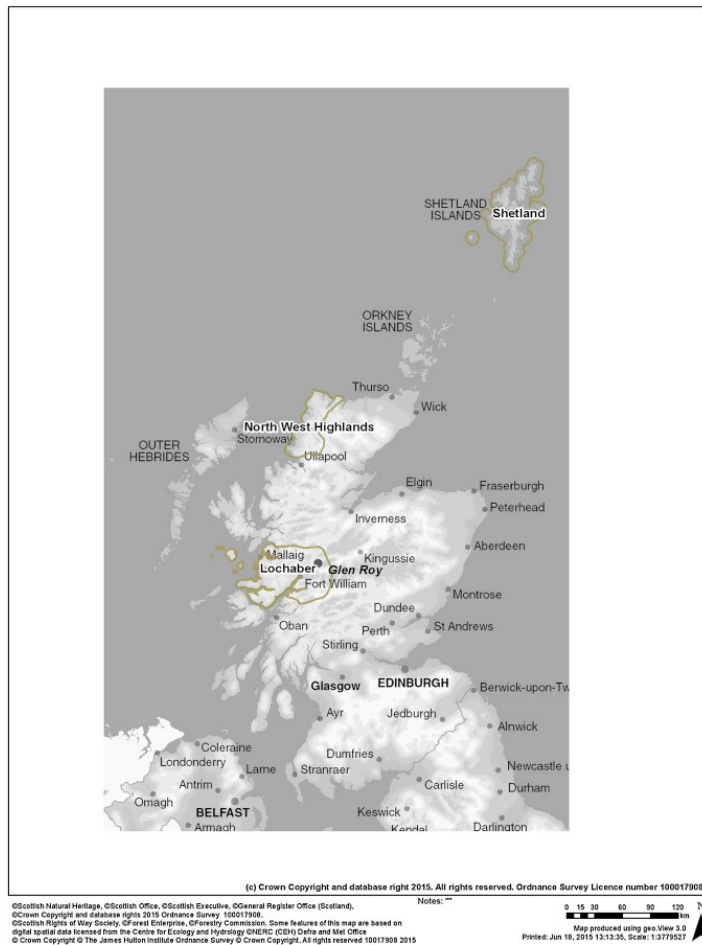 SHETLAND
ISLANDS
Shetland
ORKNEY
ISLANDS
Thurso
Wick
North West Highlands
Stornoway
OUTER
HEBRIDES
Ullapool
Elgin
Fraserburgh
Peterhead
Inverness
Aberdeen
Mallaig
Kingussie
Lochaber
Glen Roy
Fort William
Montrose
Dundee
Oban
Perth
St Andrews
Stirling
Glasgow
EDINBURGH
Berwick-upon-Tw
Ayr
Jedburgh
Alnwick
Coleraine
Londonderry
Dumfries
Newcastle u
Larne
Stranraer
Antrim
Carlisle
Durham
Omagh
BELFAST
Keswick
Armagh
Kendal
Darlington
(c) Crown Copyright and database right 2015. All rights reserved. Ordnance Survey Licence number 100017908
©Scottish Natural Heritage, ©Scottish Office, ©Scottish Executive, ©General Register Office (Scotland),
©Crown Copyright and database rights 2015 Ordnance Survey 100017908.
©Scottish Rights of Way Society, ©Forest Enterprise, ©Forestry Commission. Some features of this map are based on
digital spatial data licensed from the Centre for Ecology and Hydrology ©NERC (CEH) Defra and Met Office
© Crown Copyright © The James Hutton Institute Ordnance Survey © Crown Copyright. All rights reserved 10017908 2015
Notes: ""
0 15 30 60 90 120
km
N
Map produced using geo.View 3.0
Printed: Jun 18, 2015 13:13:35, Scale: 1:3779527